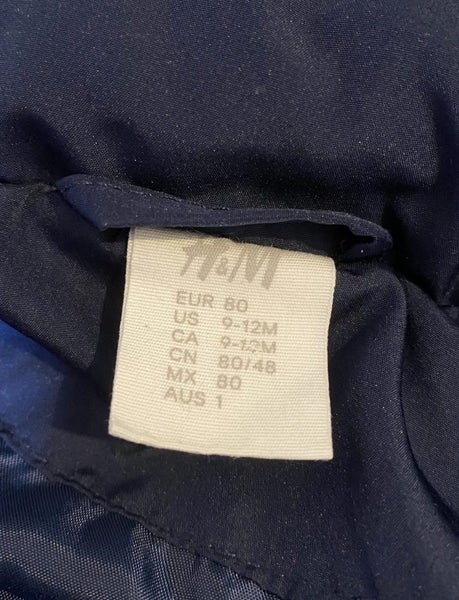 H&M
EUR 80
US 9-12M
CA 9-12M
CN 80/48
MX 80
AUS 1